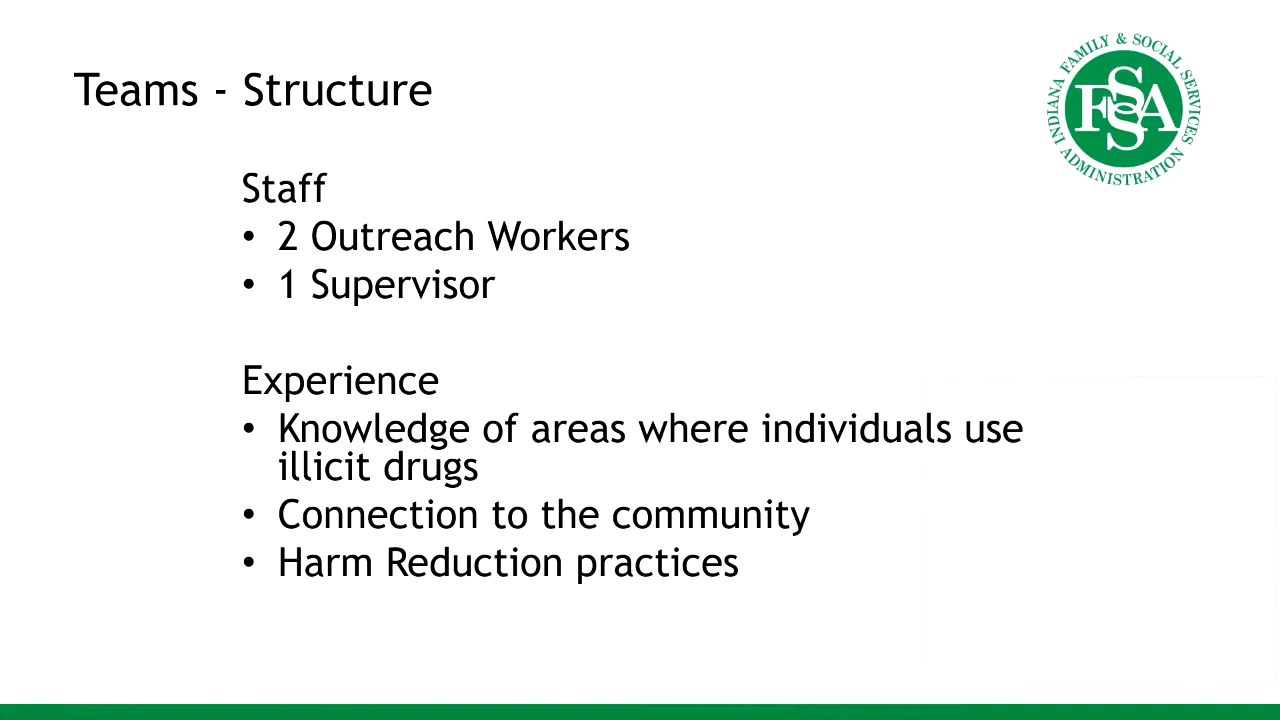 Teams - Structure
INDIANA FAMILY & SOCIAL SERVICES ADMINISTRATION
FSSA
Staff
• 2 Outreach Workers
• 1 Supervisor
Experience
• Knowledge of areas where individuals use
illicit drugs
• Connection to the community
• Harm Reduction practices